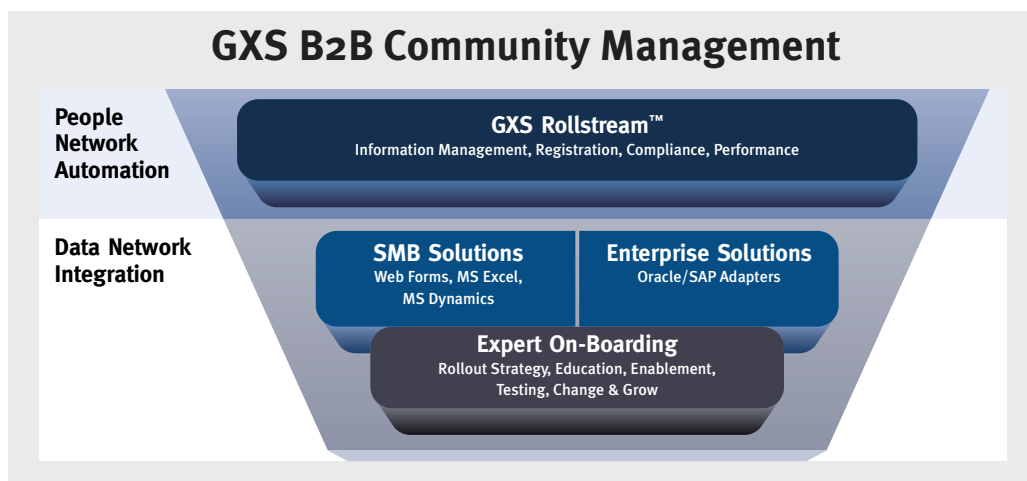 GXS B2B Community Management
People
Network
Automation
GXS Rollstream™
Information Management, Registration, Compliance, Performance
Data Network
Integration
SMB Solutions
Web Forms, MS Excel,
MS Dynamics
Enterprise Solutions
Oracle/SAP Adapters
Expert On-Boarding
Rollout Strategy, Education, Enablement,
Testing, Change & Grow